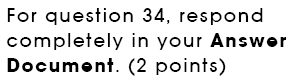 For question 34, respond
completely in your Answer
Document. (2 points)